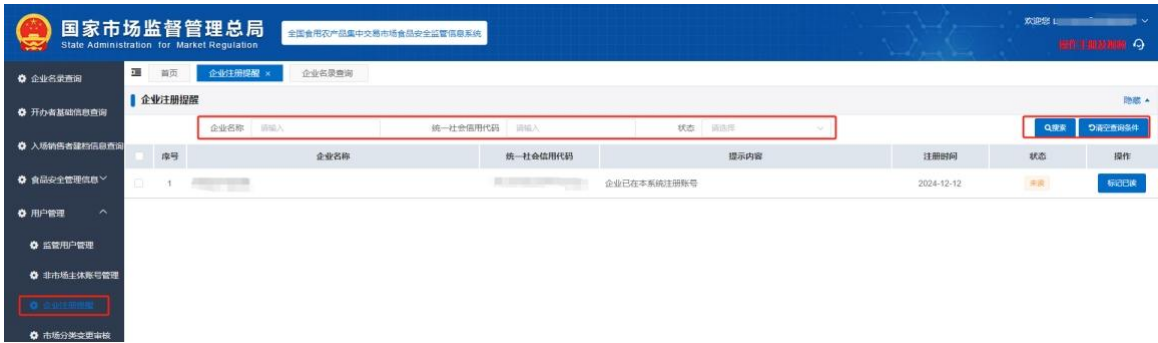 国家市场监督管理总局
State Administration for Market Regulation
全国食用农产品集中交易市场食品安全监管信息系统
欢迎您
企业名录查询
首页
企业注册提醒 ×
企业名录查询
企业注册提醒
隐藏
开办者基础信息查询
企业名称 请输入
统一社会信用代码 请输入
状态 请选择
搜索
清空查询条件
入场销售者建档信息查询
序号
企业名称
统一社会信用代码
提示内容
注册时间
状态
操作
食品安全管理信息
1
企业已在本系统注册账号
2024-12-12
未读
标记已读
用户管理
监管用户管理
非市场主体账号管理
企业注册提醒
市场分类变更审核